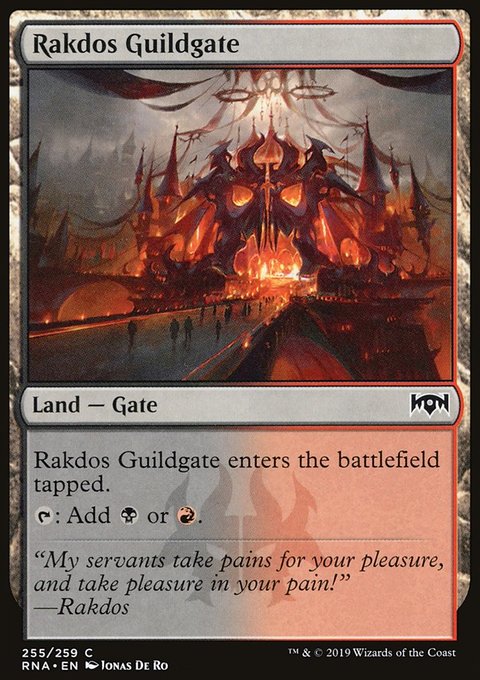 Rakdos Guildgate
Land — Gate
Rakdos Guildgate enters the battlefield
tapped.
: Add or .
“My servants take pains for your pleasure,
and take pleasure in your pain!”
—Rakdos
255/259 C
RNA • EN Jonas De Ro
™ & © 2019 Wizards of the Coast